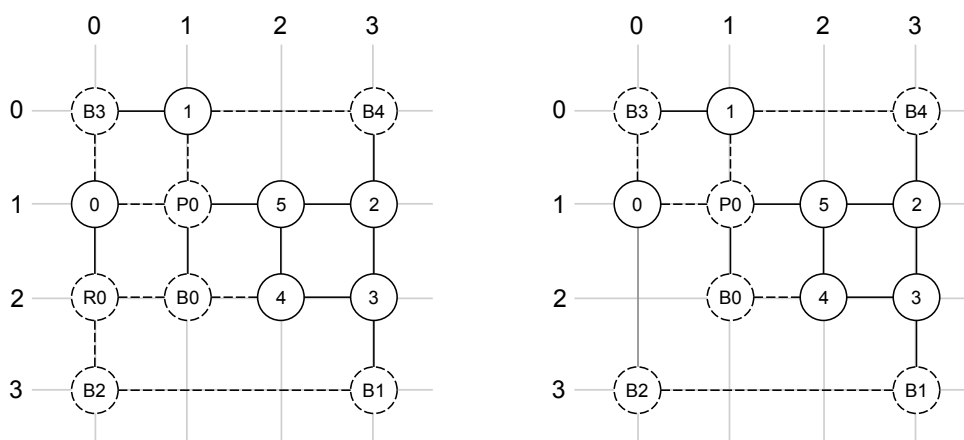 0 1 2 3 0 1 2 3
0 B3 1 B4 0 B3 1 B4
1 0 P0 5 2 1 0 P0 5 2
2 R0 B0 4 3 2 B0 4 3
3 B2 B1 3 B2 B1